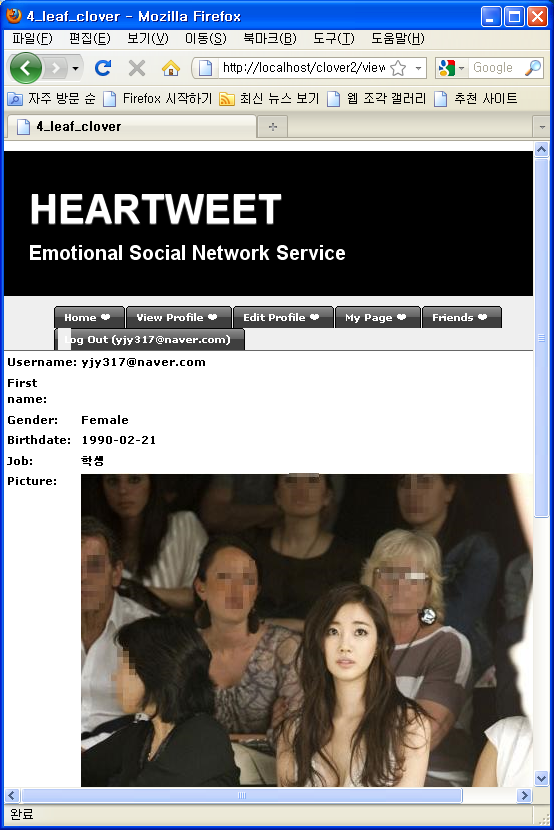 4_leaf_clover - Mozilla Firefox
파일(F) 편집(E) 보기(V) 이동(S) 북마크(B) 도구(T) 도움말(H)
http://localhost/clover2/view
Google
자주 방문 순 Firefox 시작하기 최신 뉴스 보기 웹 조각 갤러리 추천 사이트
4_leaf_clover
HEARTWEET
Emotional Social Network Service
Home ❤ View Profile ❤ Edit Profile ❤ My Page ❤ Friends ❤
og Out (yjy317@naver.com)
Username: yjy317@naver.com
First
name:
Gender: Female
Birthdate: 1990-02-21
Job: 학생
Picture:
완료